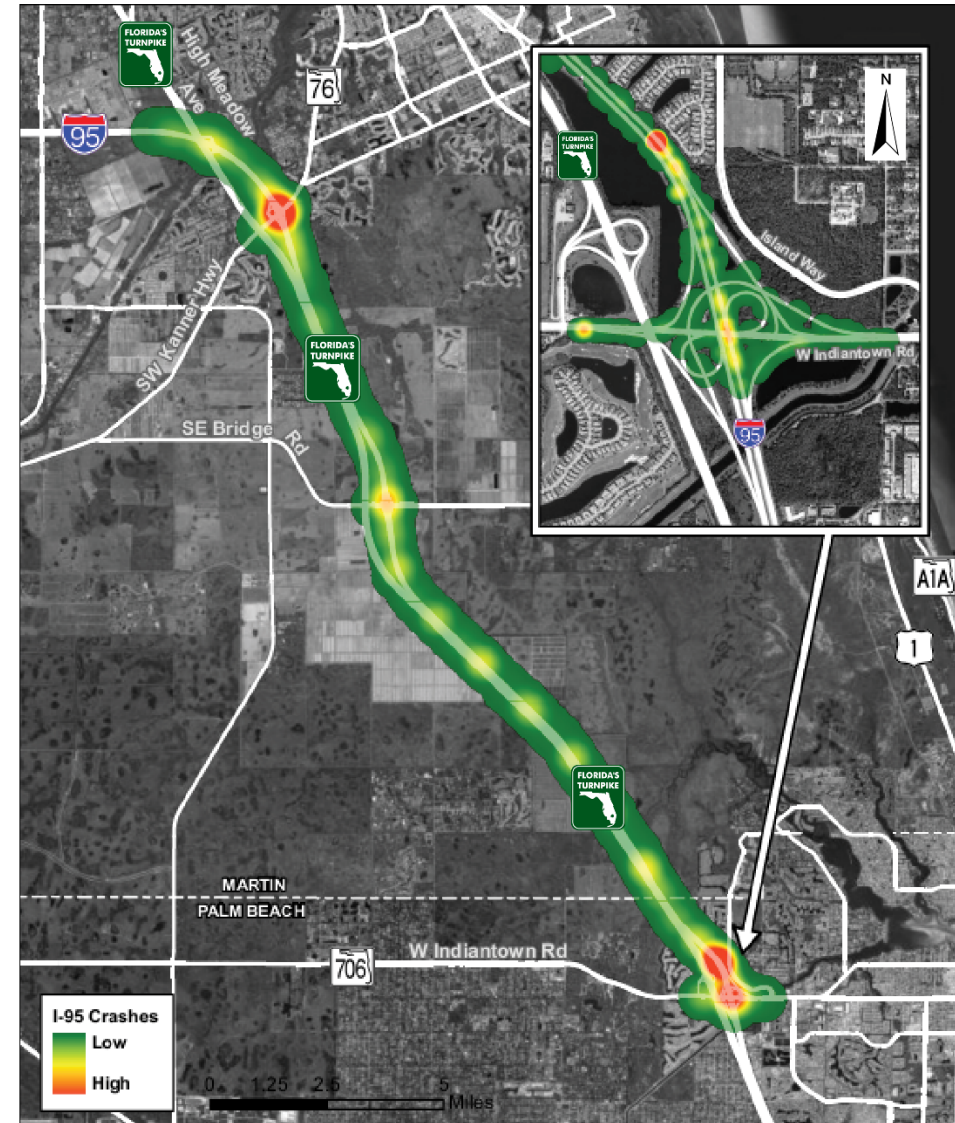 FLORIDA'S
TURNPIKE
High Meadow
Ave
76
95
N
FLORIDA'S
TURNPIKE
Island Way
W Indiantown Rd
95
SW Kanner Hwy
FLORIDA'S
TURNPIKE
SE Bridge Rd
A1A
1
FLORIDA'S
TURNPIKE
MARTIN
PALM BEACH
W Indiantown Rd
706
I-95 Crashes
Low
High
0 1.25 2.5 5
Miles